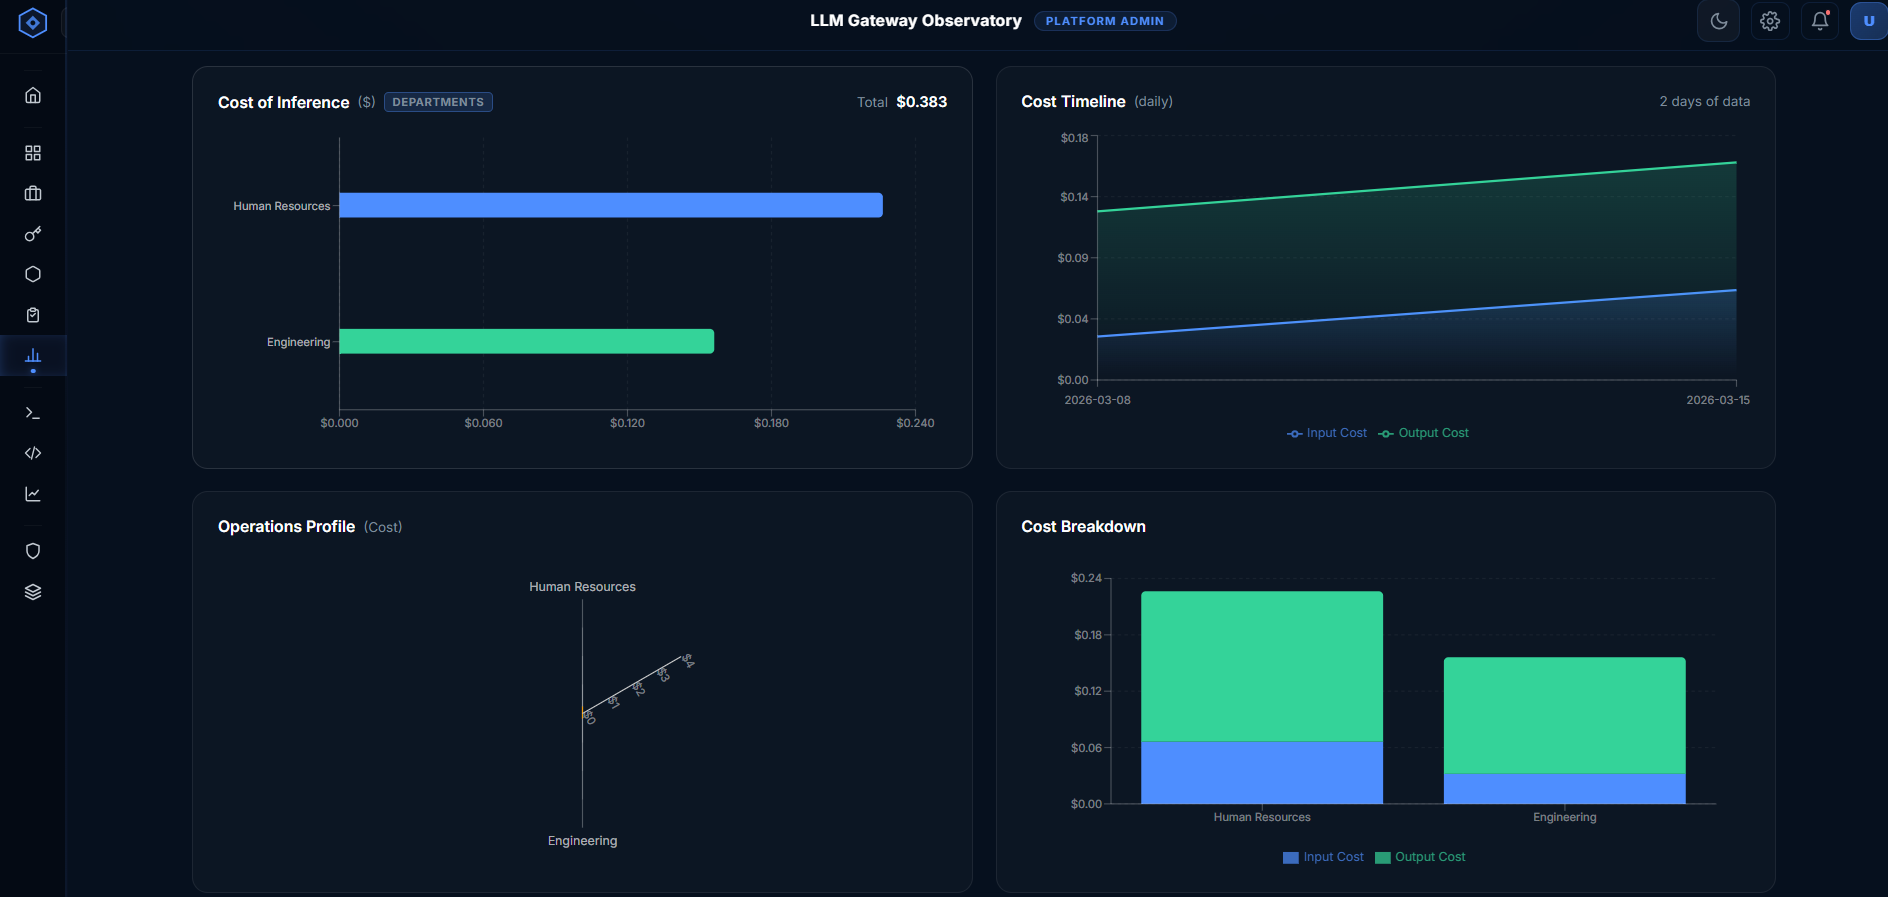 LLM Gateway Observatory PLATFORM ADMIN
U
Cost of Inference ($) DEPARTMENTS
Total $0.383
Human Resources
Engineering
$0.000 $0.060 $0.120 $0.180 $0.240
Cost Timeline (daily)
2 days of data
$0.18
$0.14
$0.09
$0.04
$0.00
2026-03-08 2026-03-15
Input Cost Output Cost
Operations Profile (Cost)
Human Resources
$4
$3
$2
$1
$0
Engineering
Cost Breakdown
$0.24
$0.18
$0.12
$0.06
$0.00
Human Resources Engineering
Input Cost Output Cost